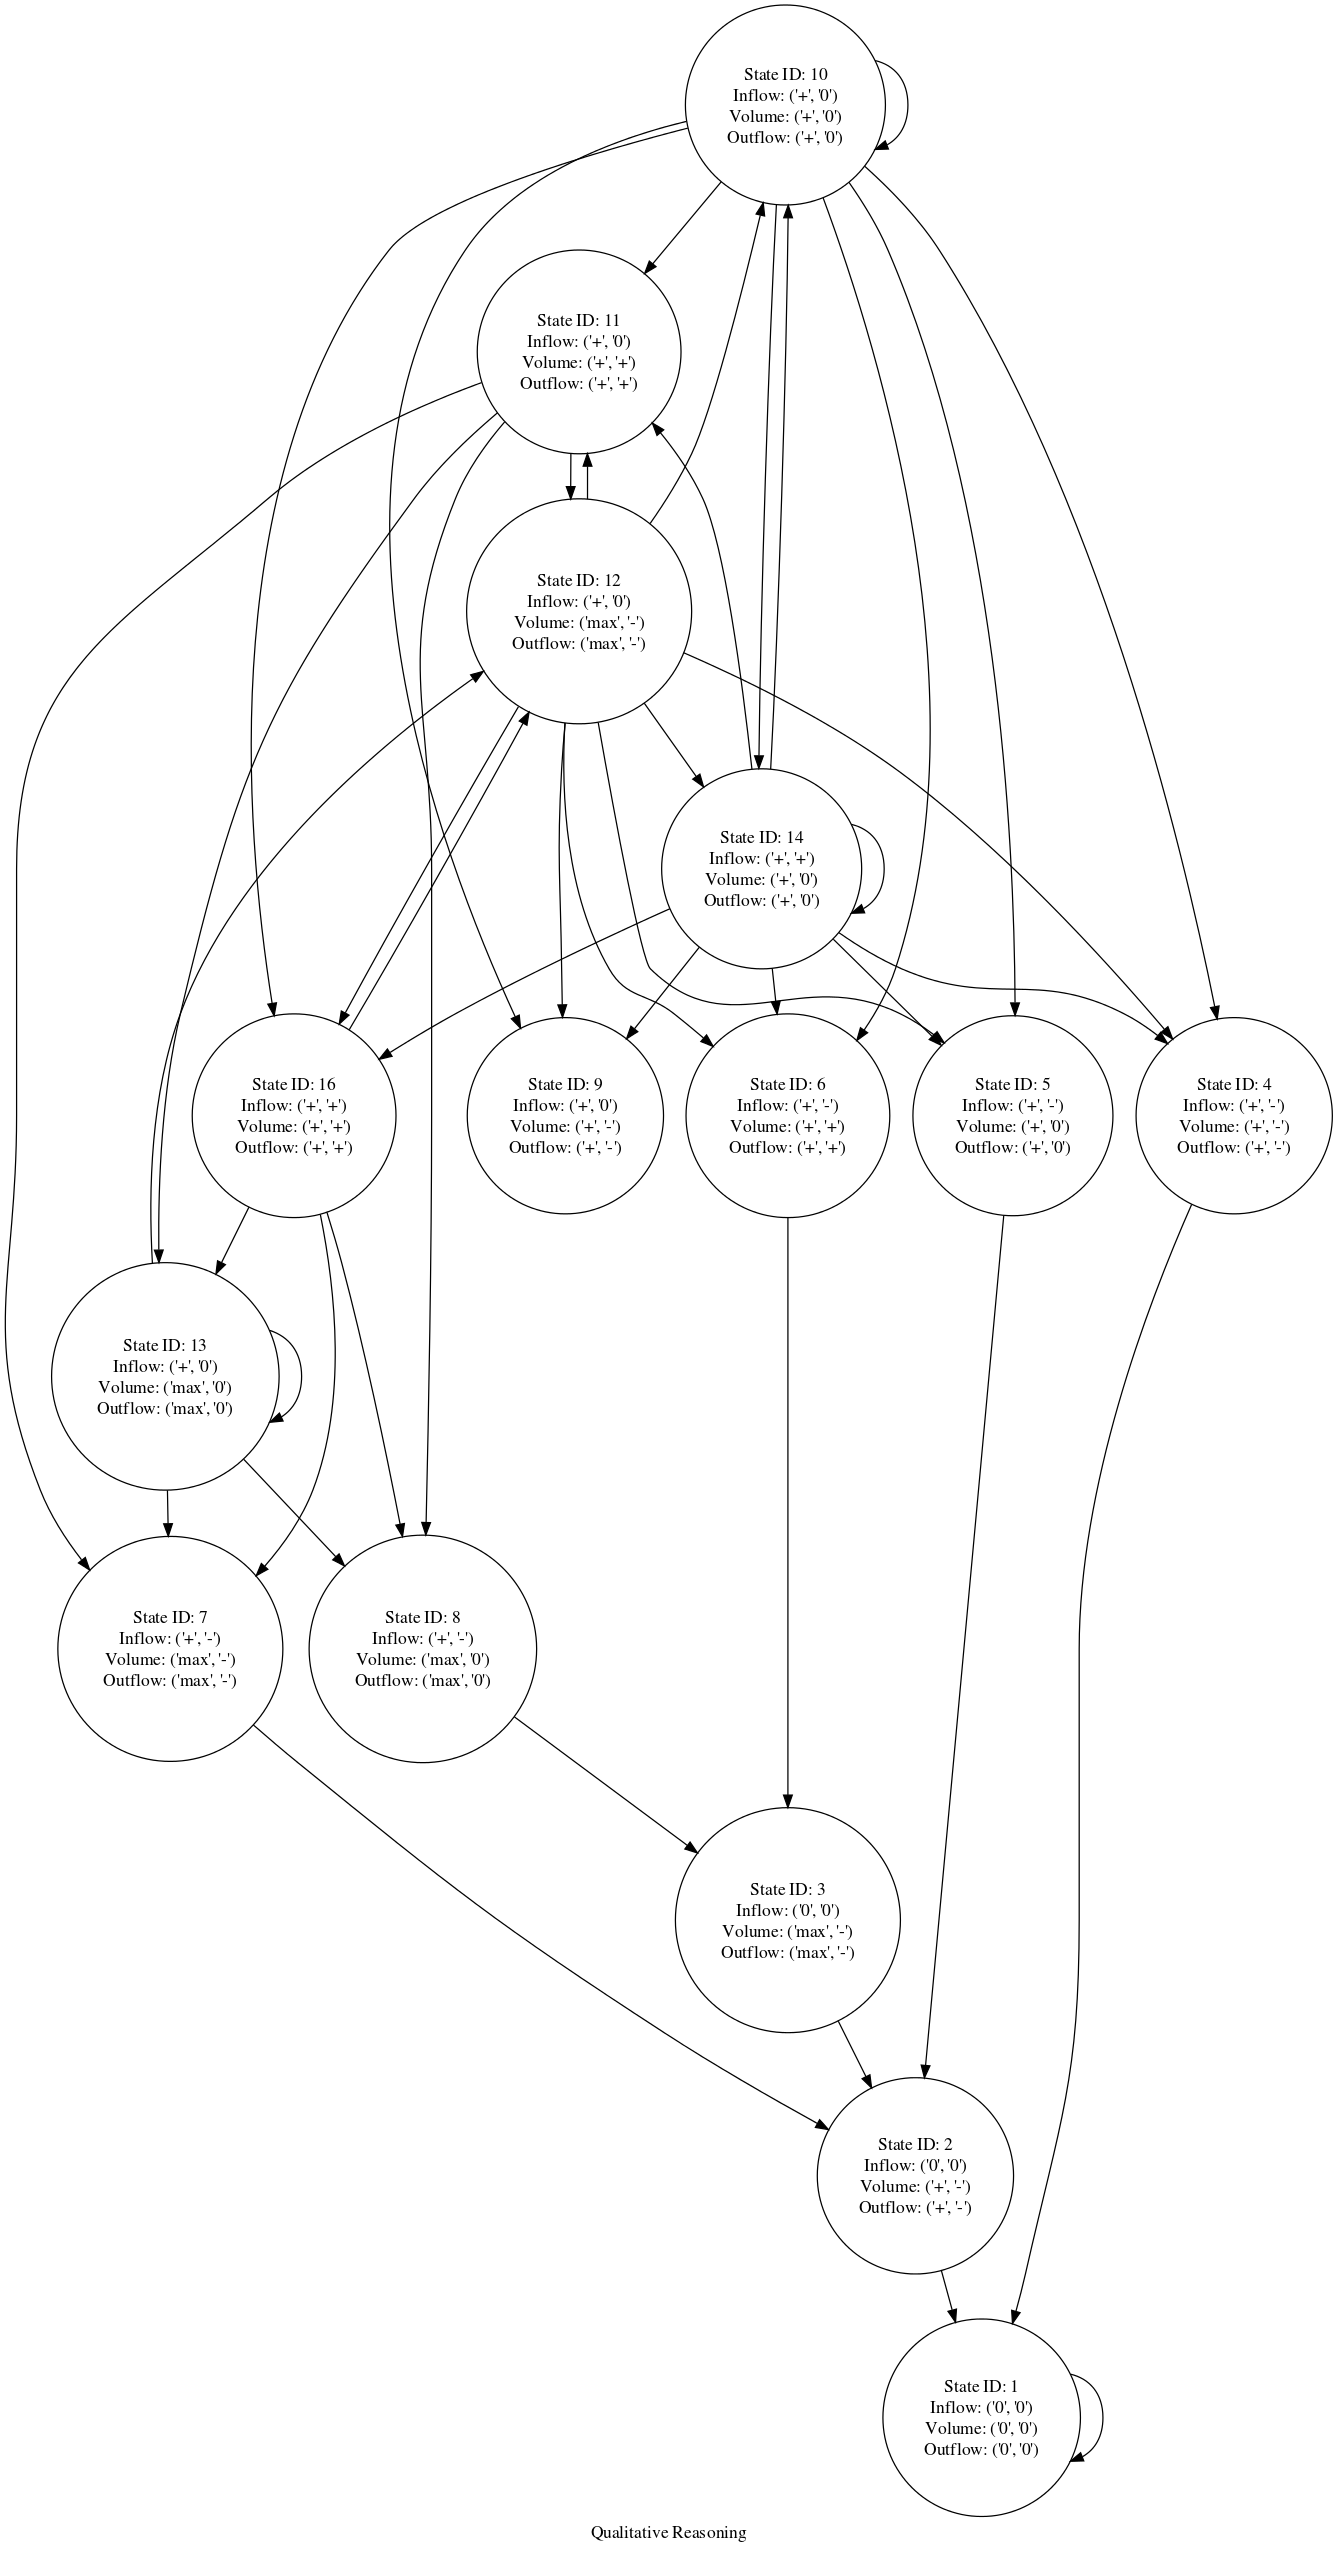 State ID: 10
Inflow: ('+', '0')
Volume: ('+', '0')
Outflow: ('+', '0')
State ID: 11
Inflow: ('+', '0')
Volume: ('+', '+')
Outflow: ('+', '+')
State ID: 12
Inflow: ('+', '0')
Volume: ('max', '-')
Outflow: ('max', '-')
State ID: 14
Inflow: ('+', '+')
Volume: ('+', '0')
Outflow: ('+', '0')
State ID: 16
Inflow: ('+', '+')
Volume: ('+', '+')
Outflow: ('+', '+')
State ID: 9
Inflow: ('+', '0')
Volume: ('+', '-')
Outflow: ('+', '-')
State ID: 6
Inflow: ('+', '-')
Volume: ('+', '+')
Outflow: ('+', '+')
State ID: 5
Inflow: ('+', '-')
Volume: ('+', '0')
Outflow: ('+', '0')
State ID: 4
Inflow: ('+', '-')
Volume: ('+', '-')
Outflow: ('+', '-')
State ID: 13
Inflow: ('+', '0')
Volume: ('max', '0')
Outflow: ('max', '0')
State ID: 7
Inflow: ('+', '-')
Volume: ('max', '-')
Outflow: ('max', '-')
State ID: 8
Inflow: ('+', '-')
Volume: ('max', '0')
Outflow: ('max', '0')
State ID: 3
Inflow: ('0', '0')
Volume: ('max', '-')
Outflow: ('max', '-')
State ID: 2
Inflow: ('0', '0')
Volume: ('+', '-')
Outflow: ('+', '-')
State ID: 1
Inflow: ('0', '0')
Volume: ('0', '0')
Outflow: ('0', '0')
Qualitative Reasoning